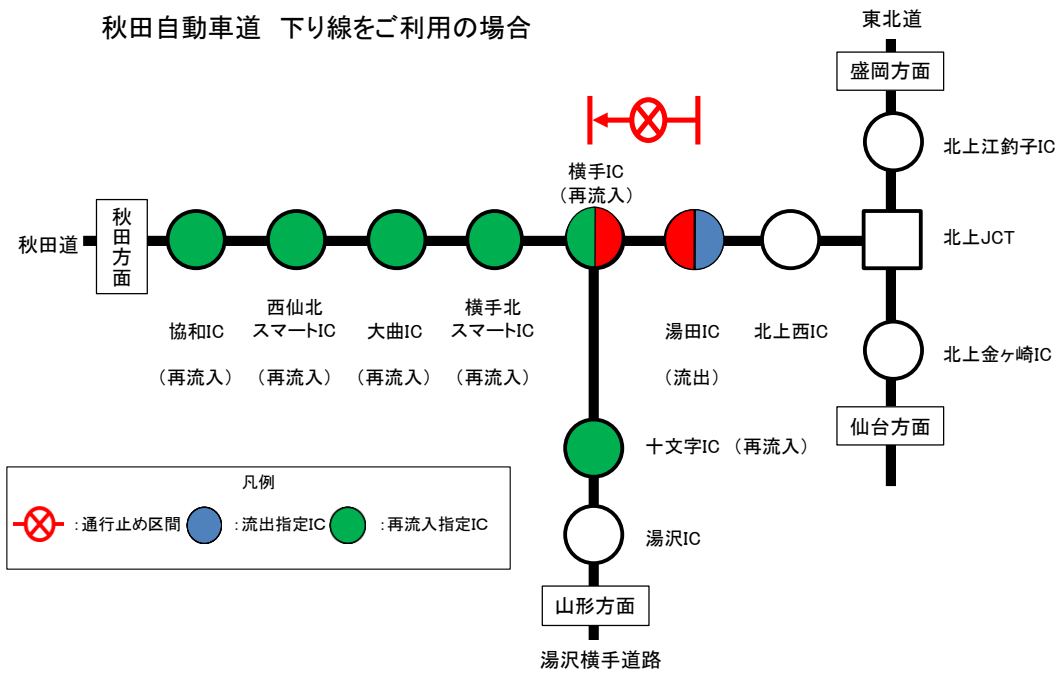 秋田自動車道 下り線をご利用の場合
東北道
盛岡方面
北上江釣子IC
横手IC
(再流入)
秋田道
秋田方面
北上JCT
協和IC
(再流入)
西仙北
スマートIC
(再流入)
大曲IC
(再流入)
横手北
スマートIC
(再流入)
湯田IC
(流出)
北上西IC
北上金ヶ崎IC
仙台方面
十文字IC (再流入)
凡例
:通行止め区間 :流出指定IC :再流入指定IC
湯沢IC
山形方面
湯沢横手道路